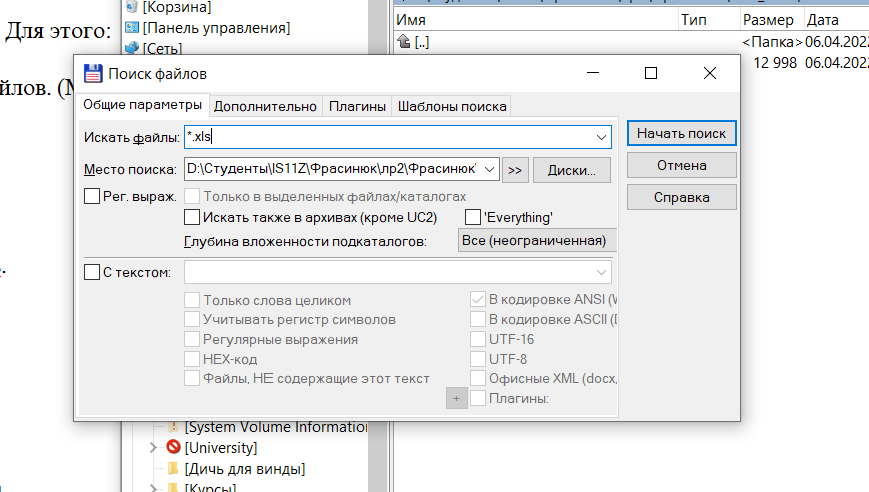 [Корзина]
Для этого:
[Панель управления]
[Сеть]
Имя Тип Размер Дата
[..] <Папка> 06.04.202
12 998 06.04.202
йлов. (М
Поиск файлов
Общие параметры Дополнительно Плагины Шаблоны поиска
Искать файлы: *.xls Начать поиск
Место поиска: D:\Студенты\IS11Z\Фрасинюк\пр2\Фрасинюк\ >> Диски... Отмена
Рег. выраж. Только в выделенных файлах/каталогах Справка
Искать также в архивах (кроме UC2) 'Everything'
Глубина вложенности подкаталогов: Все (неограниченная)
С текстом:
Только слова целиком В кодировке ANSI (W
Учитывать регистр символов В кодировке ASCII (D
Регулярные выражения UTF-16
HEX-код UTF-8
Файлы, НЕ содержащие этот текст Офисные XML (docx,
+ Плагины:
[System Volume Information
[University]
[Дичь для винды]
[Курсы]